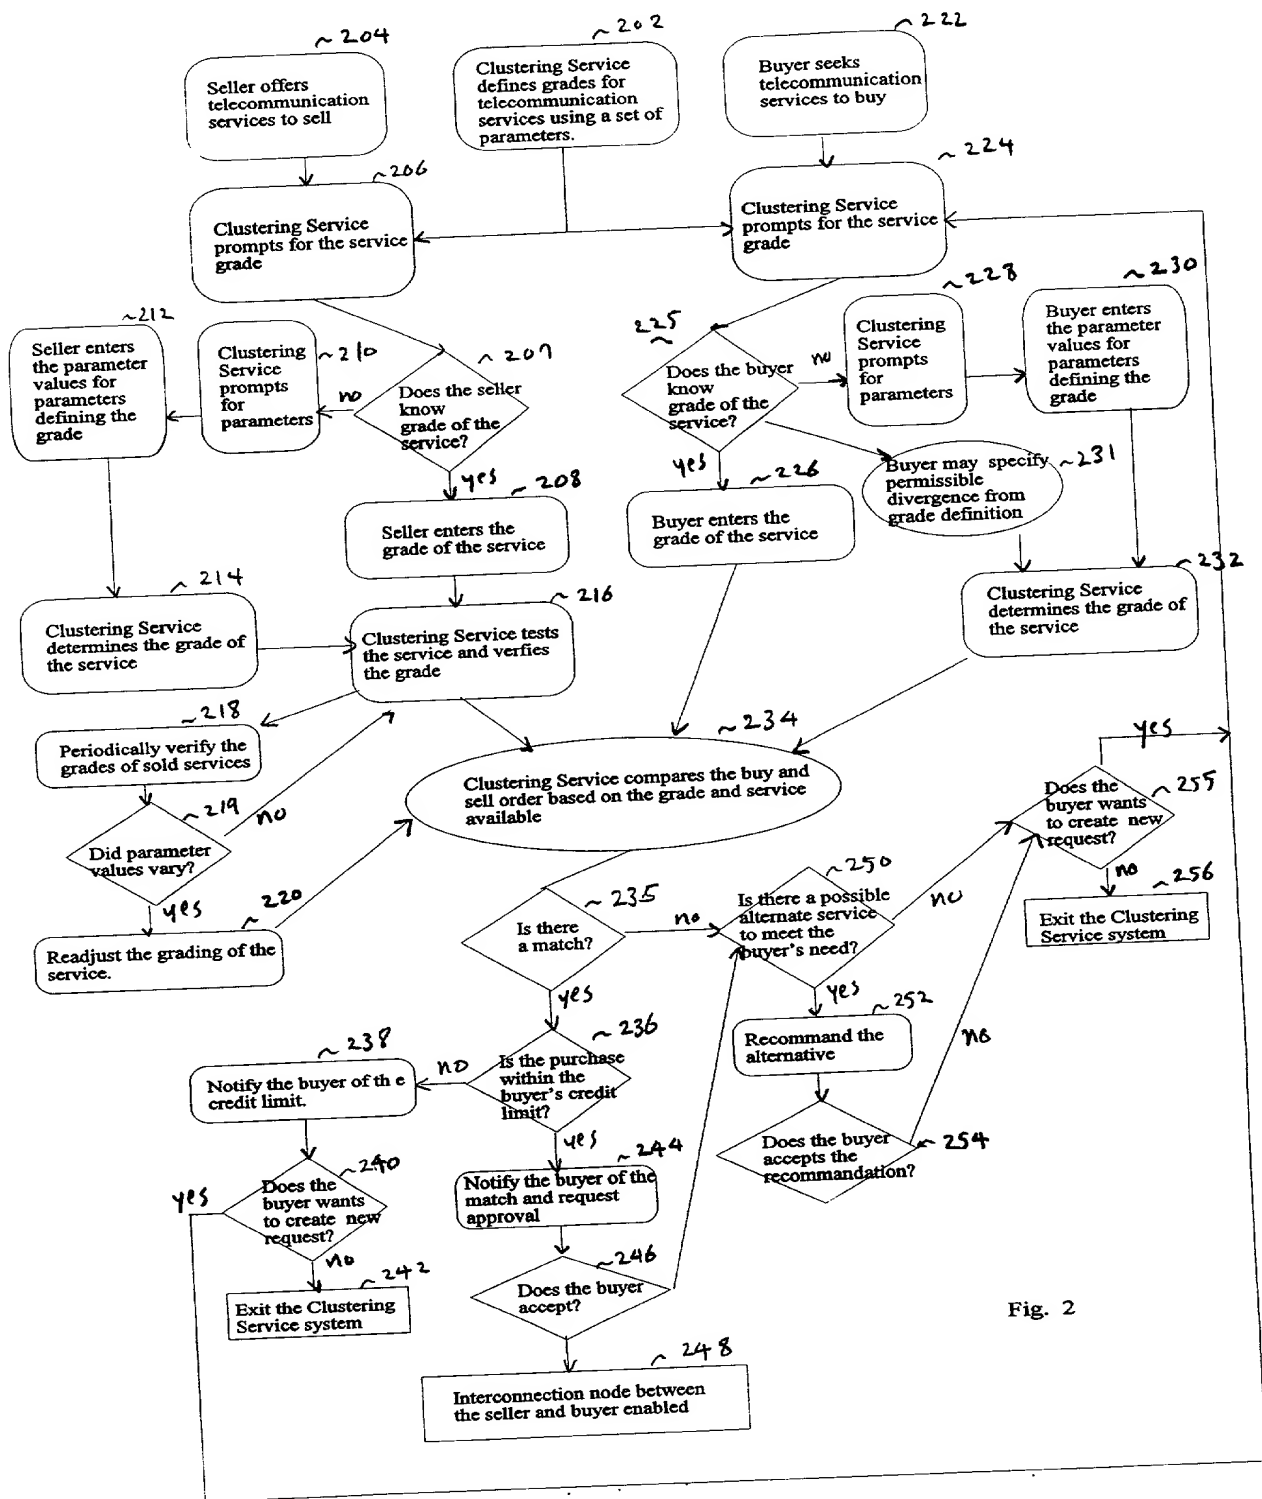 ~204
Seller offers
telecommunication
services to sell
~202
Clustering Service
defines grades for
telecommunication
services using a set of
parameters.
~222
Buyer seeks
telecommunication
services to buy
~206
Clustering Service
prompts for the service
grade
~224
Clustering Service
prompts for the service
grade
~212
Seller enters
the parameter
values for
parameters
defining the
grade
~210
Clustering
Service
prompts
for
parameters
no
~207
Does the seller
know
grade of the
service?
yes
225
~
Does the buyer
know
grade of the
service?
no
yes
~228
Clustering
Service
prompts
for
parameters
~230
Buyer enters
the parameter
values for
parameters
defining the
grade
~231
Buyer may specify
permissible
divergence from
grade definition
~208
Seller enters the
grade of the service
~226
Buyer enters the
grade of the service
~214
Clustering Service
determines the grade of
the service
~216
Clustering Service tests
the service and verfies
the grade
~232
Clustering Service
determines the grade of
the service
~218
Periodically verify the
grades of sold services
~219
Did parameter
values vary?
no
yes
~220
Readjust the grading of the
service.
~234
Clustering Service compares the buy and
sell order based on the grade and service
available
~235
Is there
a match?
no
yes
~250
Is there a possible
alternate service
to meet the
buyer's need?
no
yes
yes
~255
Does the
buyer wants
to create new
request?
no
~256
Exit the Clustering
Service system
~252
Recommand the
alternative
~254
Does the buyer
accepts the
recommandation?
no
~236
Is the purchase
within the
buyer's credit
limit?
no
yes
~238
Notify the buyer of th e
credit limit.
~240
Does the
buyer wants
to create new
request?
yes
no
~242
Exit the Clustering
Service system
~244
Notify the buyer of the
match and request
approval
~246
Does the buyer
accept?
~248
Interconnection node between
the seller and buyer enabled
Fig. 2